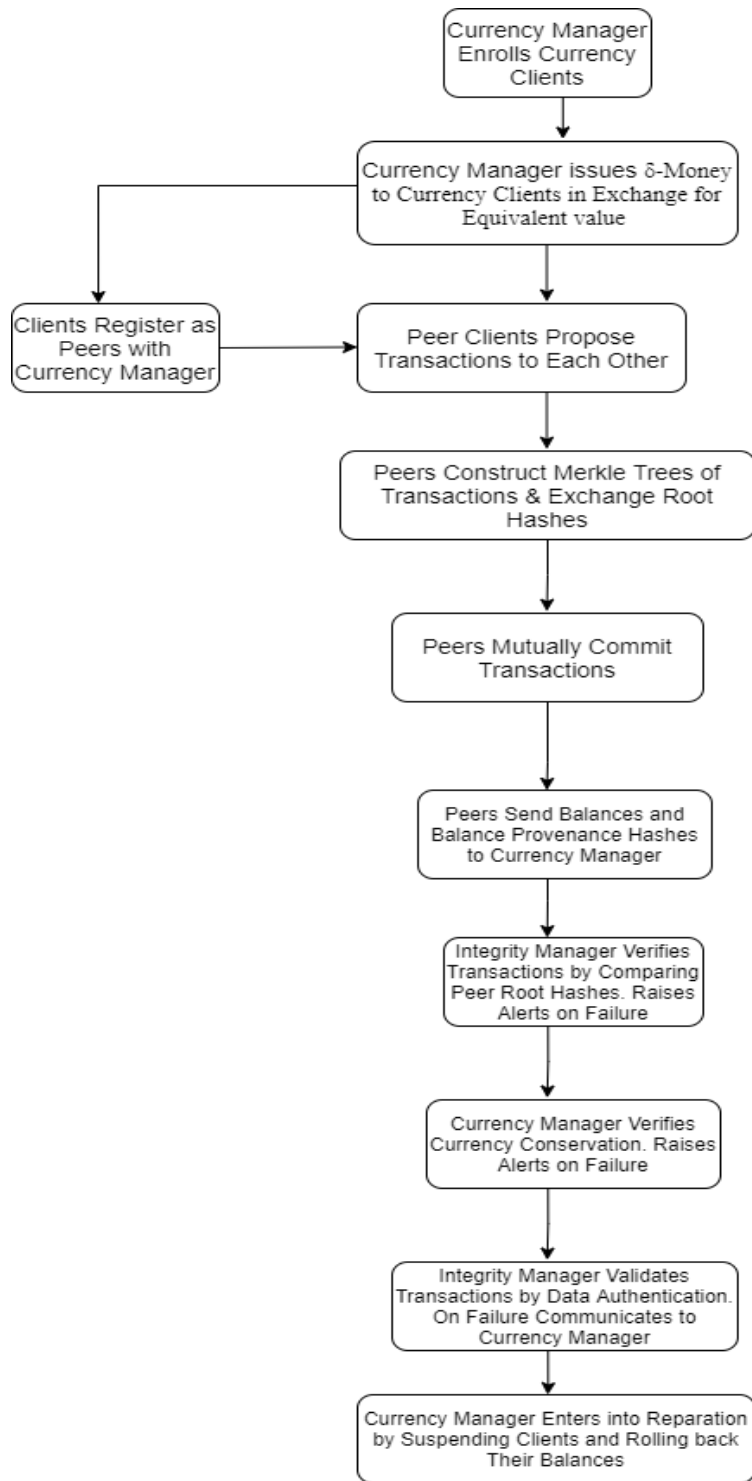 Currency Manager
Enrolls Currency
Clients
Currency Manager issues δ-Money
to Currency Clients in Exchange for
Equivalent value
Clients Register as
Peers with
Currency Manager
Peer Clients Propose
Transactions to Each Other
Peers Construct Merkle Trees of
Transactions & Exchange Root
Hashes
Peers Mutually Commit
Transactions
Peers Send Balances and
Balance Provenance Hashes
to Currency Manager
Integrity Manager Verifies
Transactions by Comparing
Peer Root Hashes. Raises
Alerts on Failure
Currency Manager Verifies
Currency Conservation. Raises
Alerts on Failure
Integrity Manager Validates
Transactions by Data Authentication.
On Failure Communicates to
Currency Manager
Currency Manager Enters into Reparation
by Suspending Clients and Rolling back
Their Balances